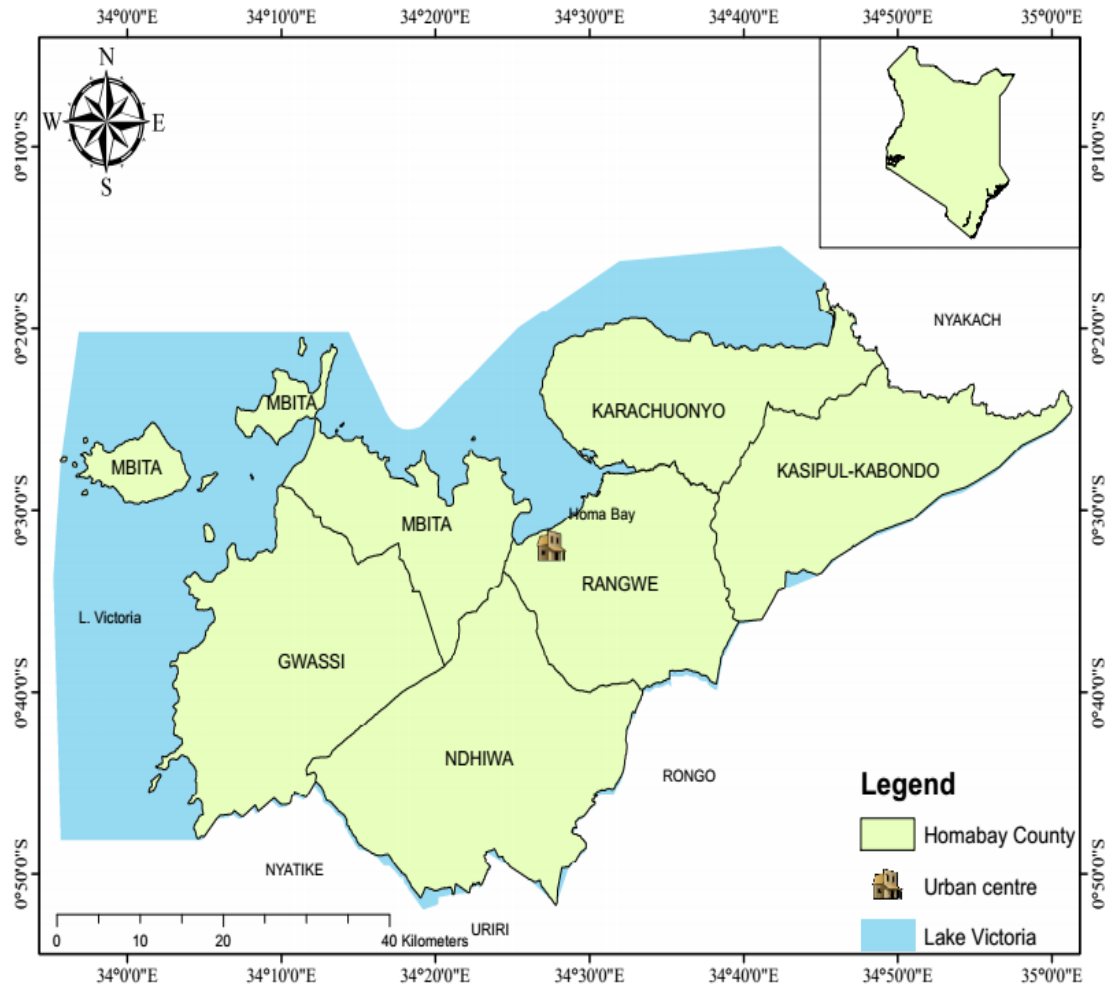 34°0'0"E 34°10'0"E 34°20'0"E 34°30'0"E 34°40'0"E 34°50'0"E 35°0'0"E
N
W E
S
0°10'0"S 0°10'0"S
0°20'0"S 0°20'0"S
NYAKACH
MBITA
KARACHUONYO
MBITA
KASIPUL-KABONDO
0°30'0"S 0°30'0"S
MBITA
Homa Bay
RANGWE
L. Victoria
GWASSI
0°40'0"S 0°40'0"S
NDHIWA
RONGO
Legend
Homabay County
NYATIKE
0°50'0"S 0°50'0"S
Urban centre
URIRI
0 10 20 40 Kilometers
Lake Victoria
34°0'0"E 34°10'0"E 34°20'0"E 34°30'0"E 34°40'0"E 34°50'0"E 35°0'0"E